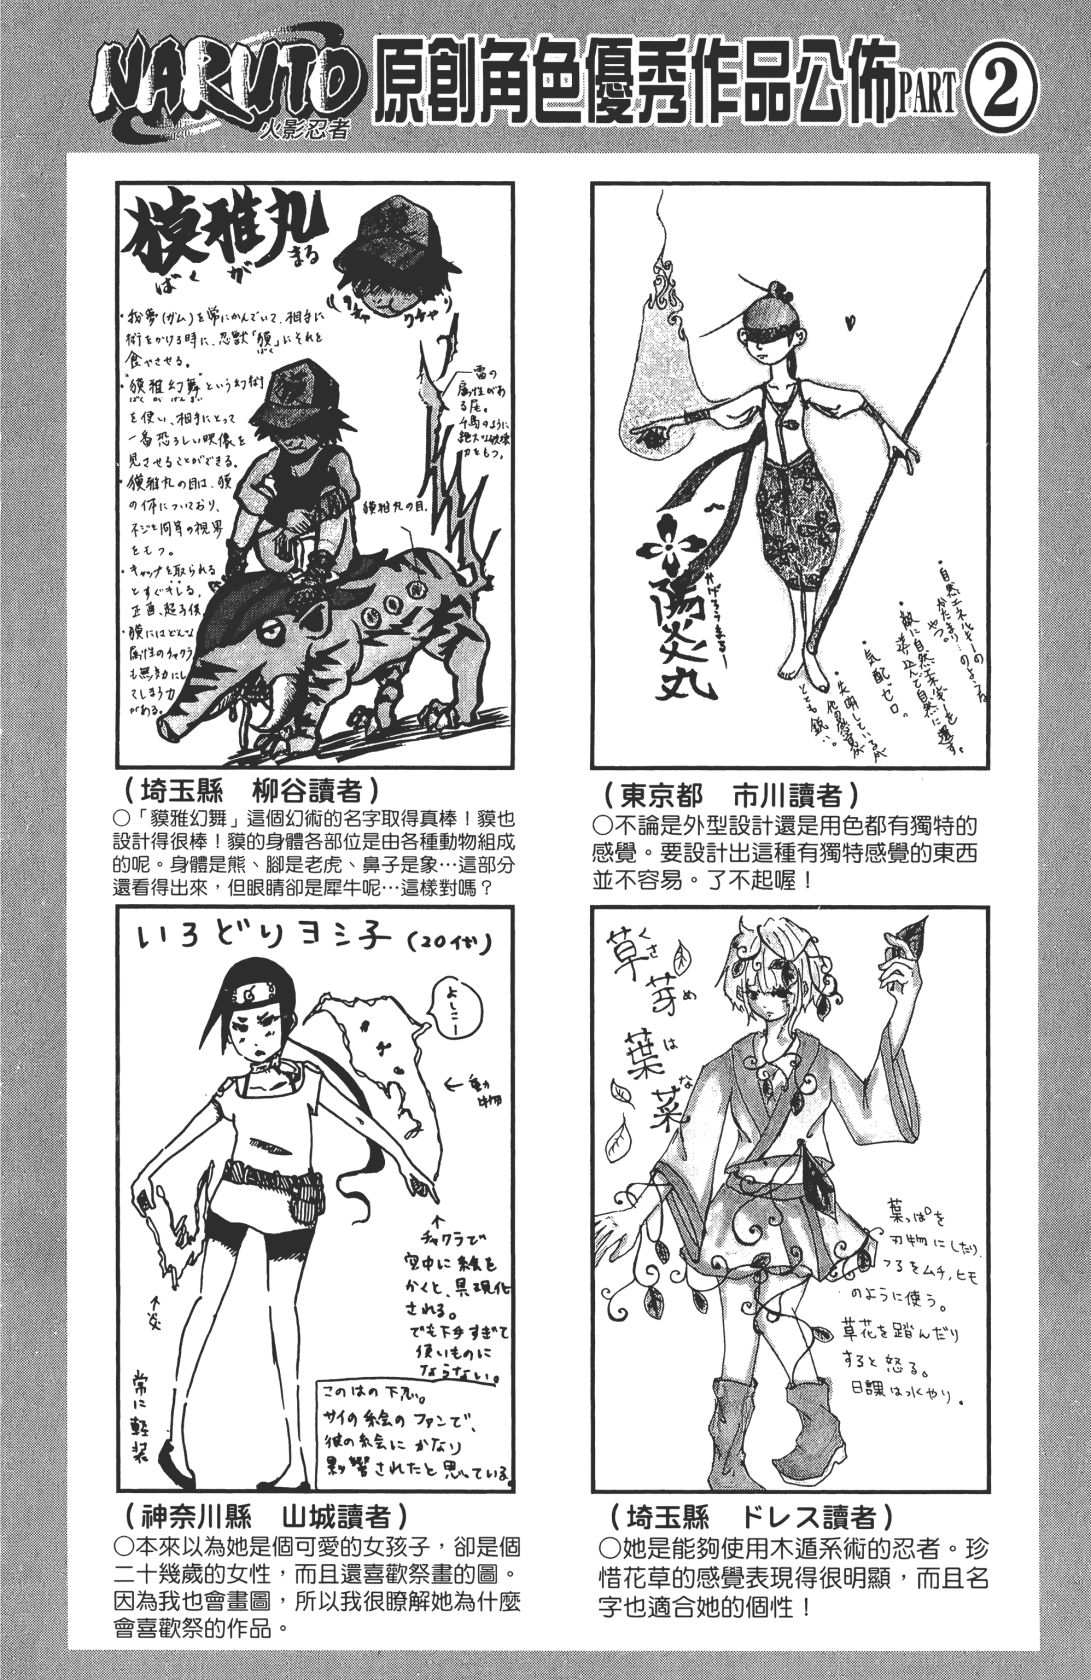 NARUTO
火影忍者
原創角色優秀作品公佈PART②
獏雅丸
ばくがまる
クチャ クチャ
を常にかんでいて、相手に
術をかける時に、忍獣「獏」にそれを
食べさせる。
"獏雅幻舞"という幻術
を使い、相手にとって
一番恐ろしい映像を
見させることができる。
・獏雅丸の目は、獏
の体についており、
ネジと同等の視界
をもつ。
・キャップを取られる
とすぐキレる。
・獏にはどんな
属性のチャクラ
も無効にし
てしまう力
がある。
雷の
属性があ
る尾。
千鳥のように
絶大な破壊
力をもつ。
獏雅丸の目.
(埼玉縣 柳谷讀者)
○「貘雅幻舞」這個幻術的名字取得真棒！貘也
設計得很棒！貘的身體各部位是由各種動物組成
的呢。身體是熊、腳是老虎、鼻子是象…這部分
還看得出來，但眼睛卻是犀牛呢…這樣對嗎？
陽炎丸
かげろうまるー
・自然エネルギーの
かたまり…のような
やつ。
・敵に自然エネルギーを
送り込んで自然に還す。
気配ゼロ。
・失明しているが
他の感覚が
とても鋭い。
(東京都 市川讀者)
○不論是外型設計還是用色都有獨特的
感覺。要設計出這種有獨特感覺的東西
並不容易。了不起喔！
いろどりヨシ子(20代)
よしこー
←動物
↑
チャクラで
空中に絵を
かくと、具現化
される。
でも下手すぎて
使いものに
ならない。
常に軽装
このはの下忍。
サイの絵のファンで、
彼の絵にかなり
影響されたと思っている。
(神奈川縣 山城讀者)
○本來以為她是個可愛的女孩子，卻是個
二十幾歲的女性，而且還喜歡祭畫的圖。
因為我也會畫圖，所以我很瞭解她為什麼
會喜歡祭的作品。
草芽葉菜
くさめ はな
葉っぱを
刃物にしたり、
つるをムチ、ヒモ
のように使う。
草花を踏んだり
すると怒る。
日課は水やり.
(埼玉縣 ドレス讀者)
○她是能夠使用木遁系術的忍者。珍
惜花草的感覺表現得很明顯，而且名
字也適合她的個性！